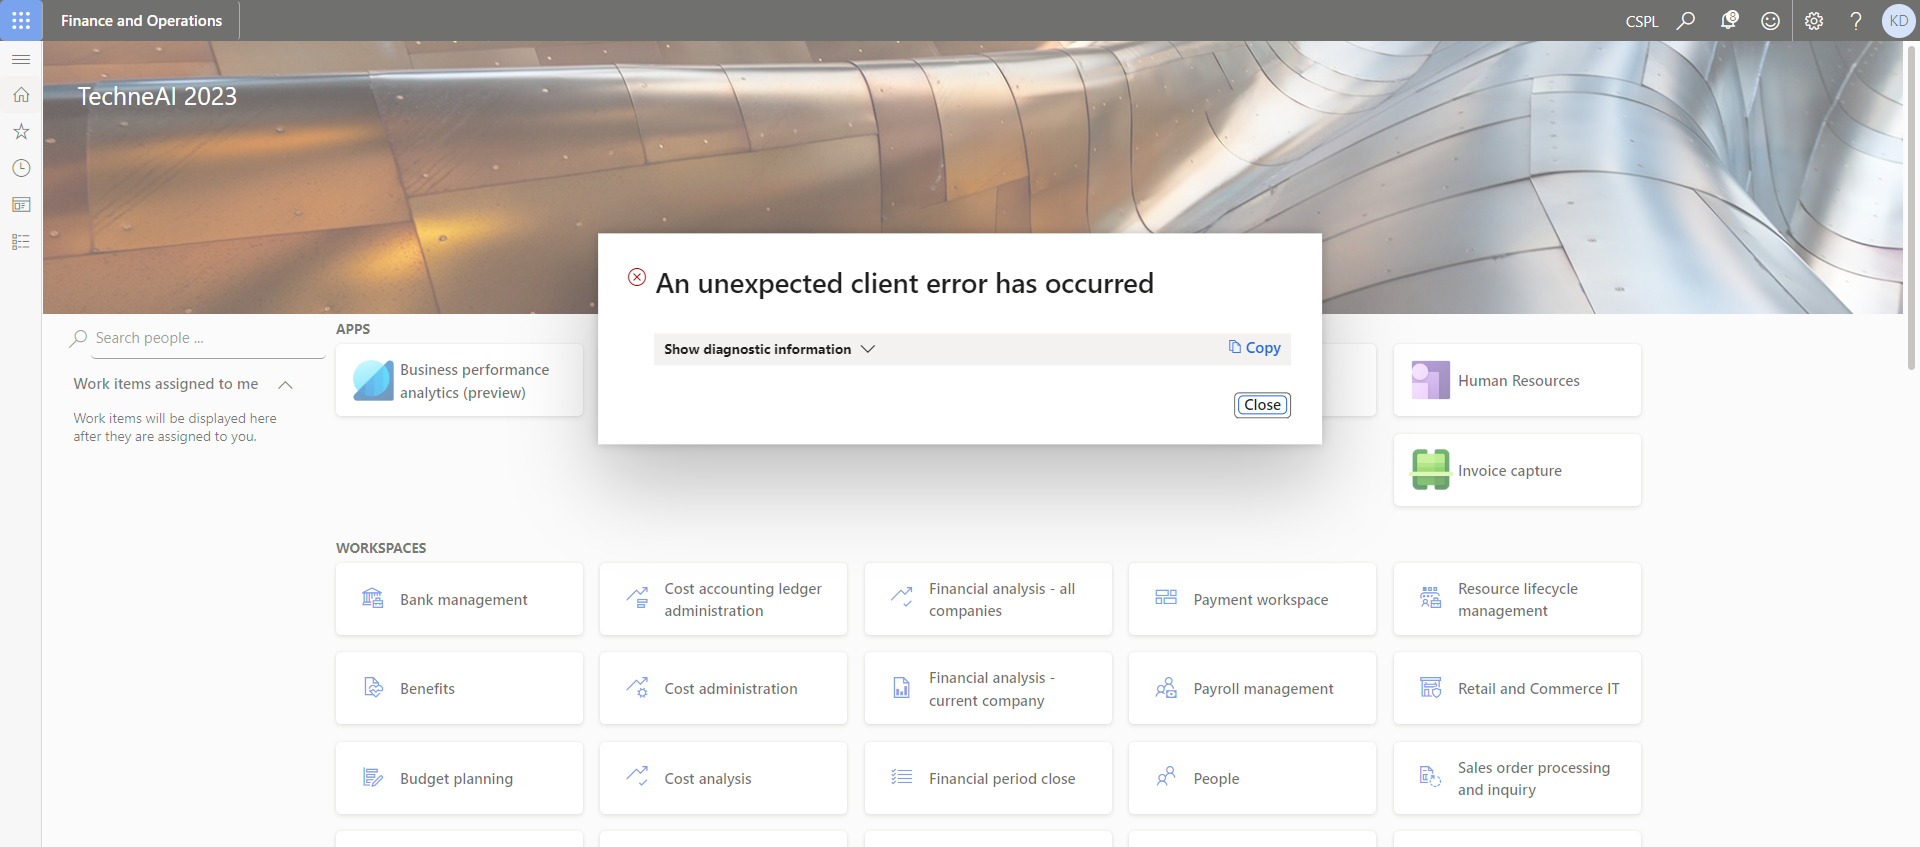 Finance and Operations
CSPL
8
KD
TechneAI 2023
An unexpected client error has occurred
Show diagnostic information
Copy
Close
Search people ...
Work items assigned to me
Work items will be displayed here
after they are assigned to you.
APPS
Business performance
analytics (preview)
Human Resources
Invoice capture
WORKSPACES
Bank management
Cost accounting ledger
administration
Financial analysis - all
companies
Payment workspace
Resource lifecycle
management
Benefits
Cost administration
Financial analysis -
current company
Payroll management
Retail and Commerce IT
Budget planning
Cost analysis
Financial period close
People
Sales order processing
and inquiry